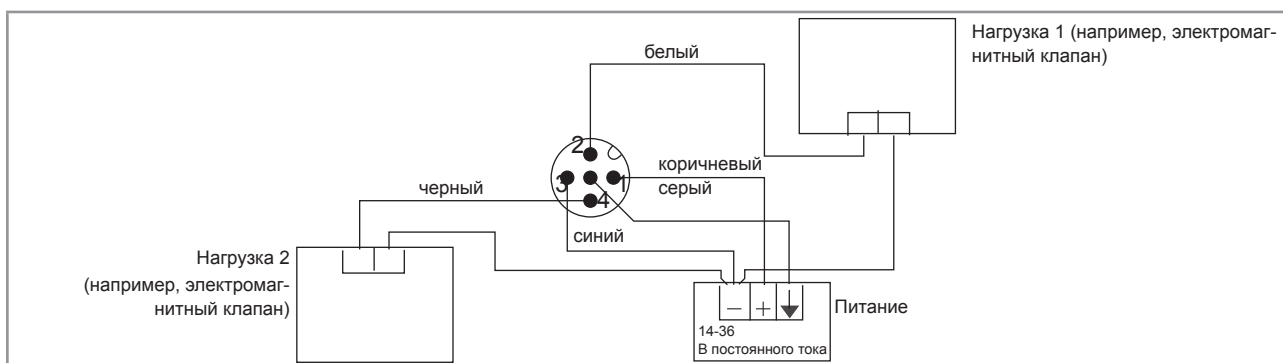 Нагрузка 1 (например, электромаг-
нитный клапан)
белый
2
коричневый
3
1
серый
черный
4
синий
Нагрузка 2
(например, электромаг-
нитный клапан)
− + 
Питание
14-36
В постоянного тока